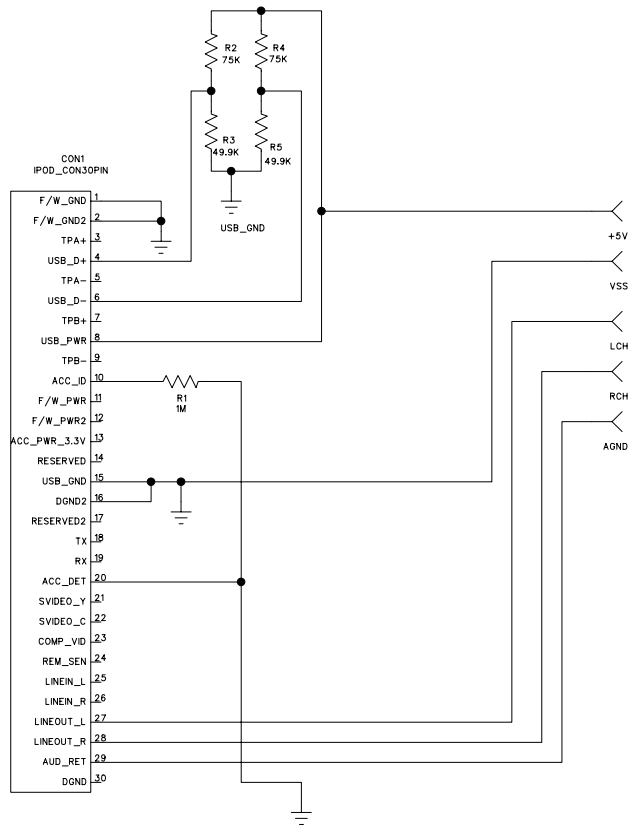 R2
75K
R4
75K
R3
49.9K
R5
49.9K
USB_GND
CON1
IPOD_CON30PIN
F/W_GND 1
F/W_GND2 2
TPA+ 3
USB_D+ 4
TPA- 5
USB_D- 6
TPB+ 7
USB_PWR 8
TPB- 9
ACC_ID 10
F/W_PWR 11
F/W_PWR2 12
ACC_PWR_3.3V 13
RESERVED 14
USB_GND 15
DGND2 16
RESERVED2 17
TX 18
RX 19
ACC_DET 20
SVIDEO_Y 21
SVIDEO_C 22
COMP_VID 23
REM_SEN 24
LINEIN_L 25
LINEIN_R 26
LINEOUT_L 27
LINEOUT_R 28
AUD_RET 29
DGND 30
R1
1M
+5V
VSS
LCH
RCH
AGND